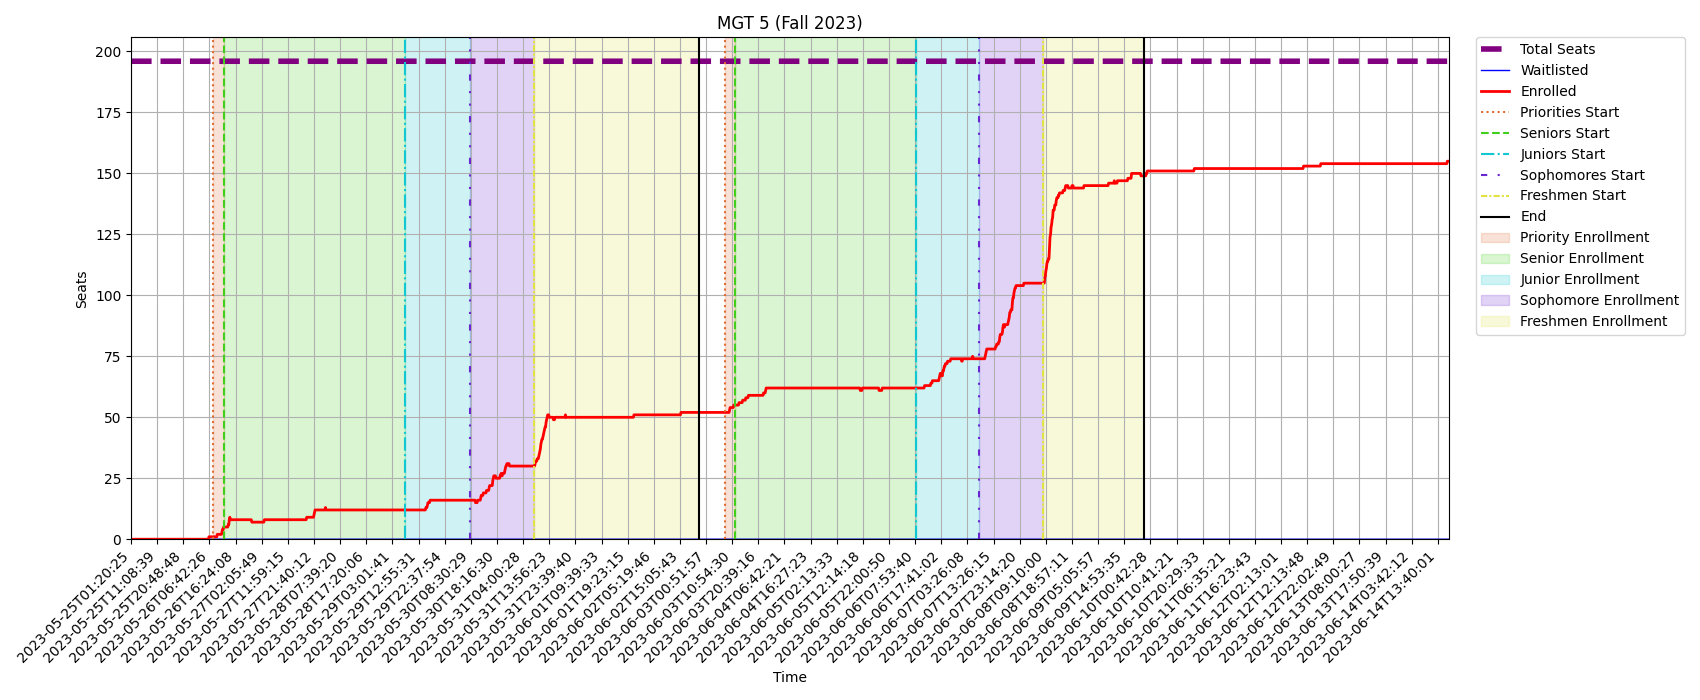 MGT 5 (Fall 2023)
Seats
200
175
150
125
100
75
50
25
0
2023-05-25T01:20:25
2023-05-25T11:08:39
2023-05-25T20:48:48
2023-05-26T06:42:26
2023-05-26T16:24:08
2023-05-27T02:05:49
2023-05-27T11:59:15
2023-05-27T21:40:12
2023-05-28T07:39:20
2023-05-28T17:20:06
2023-05-29T03:01:41
2023-05-29T12:55:31
2023-05-29T22:37:54
2023-05-30T08:30:29
2023-05-30T18:16:30
2023-05-31T04:00:28
2023-05-31T13:56:23
2023-05-31T23:39:40
2023-06-01T09:39:33
2023-06-01T19:23:15
2023-06-02T05:19:46
2023-06-02T15:05:43
2023-06-03T00:51:57
2023-06-03T10:54:30
2023-06-03T20:39:16
2023-06-04T06:42:21
2023-06-04T16:27:23
2023-06-05T02:13:33
2023-06-05T12:14:18
2023-06-05T22:00:50
2023-06-06T07:53:40
2023-06-06T17:41:02
2023-06-07T03:26:08
2023-06-07T13:26:15
2023-06-07T23:14:20
2023-06-08T09:10:00
2023-06-08T18:57:11
2023-06-09T05:05:57
2023-06-09T14:53:35
2023-06-10T00:42:28
2023-06-10T10:41:21
2023-06-10T20:29:33
2023-06-11T06:35:21
2023-06-11T16:23:43
2023-06-12T02:13:01
2023-06-12T12:13:48
2023-06-12T22:02:49
2023-06-13T08:00:27
2023-06-13T17:50:39
2023-06-14T03:42:12
2023-06-14T13:40:01
Time
Total Seats
Waitlisted
Enrolled
Priorities Start
Seniors Start
Juniors Start
Sophomores Start
Freshmen Start
End
Priority Enrollment
Senior Enrollment
Junior Enrollment
Sophomore Enrollment
Freshmen Enrollment